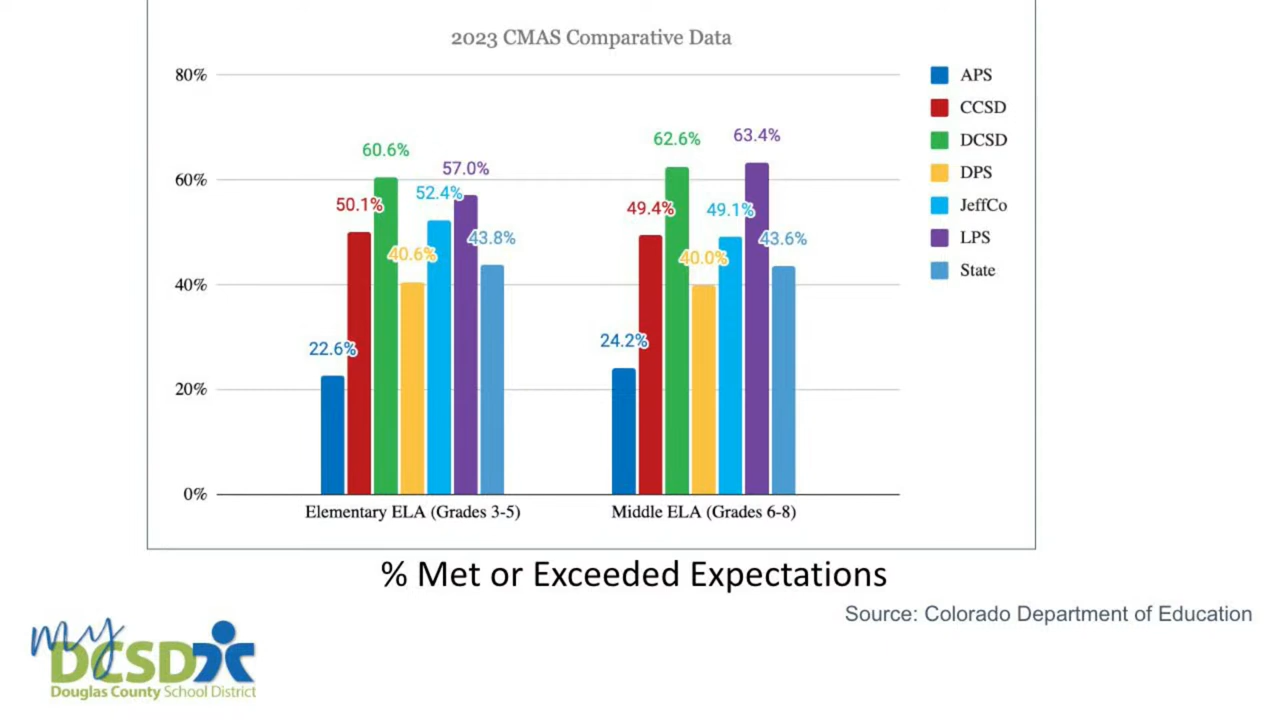 2023 CMAS Comparative Data
80%
60%
40%
20%
0%
22.6%
50.1%
60.6%
40.6%
52.4%
57.0%
43.8%
24.2%
49.4%
62.6%
40.0%
49.1%
63.4%
43.6%
Elementary ELA (Grades 3-5)
Middle ELA (Grades 6-8)
APS
CCSD
DCSD
DPS
JeffCo
LPS
State
% Met or Exceeded Expectations
Source: Colorado Department of Education
my
DCSD
Douglas County School District